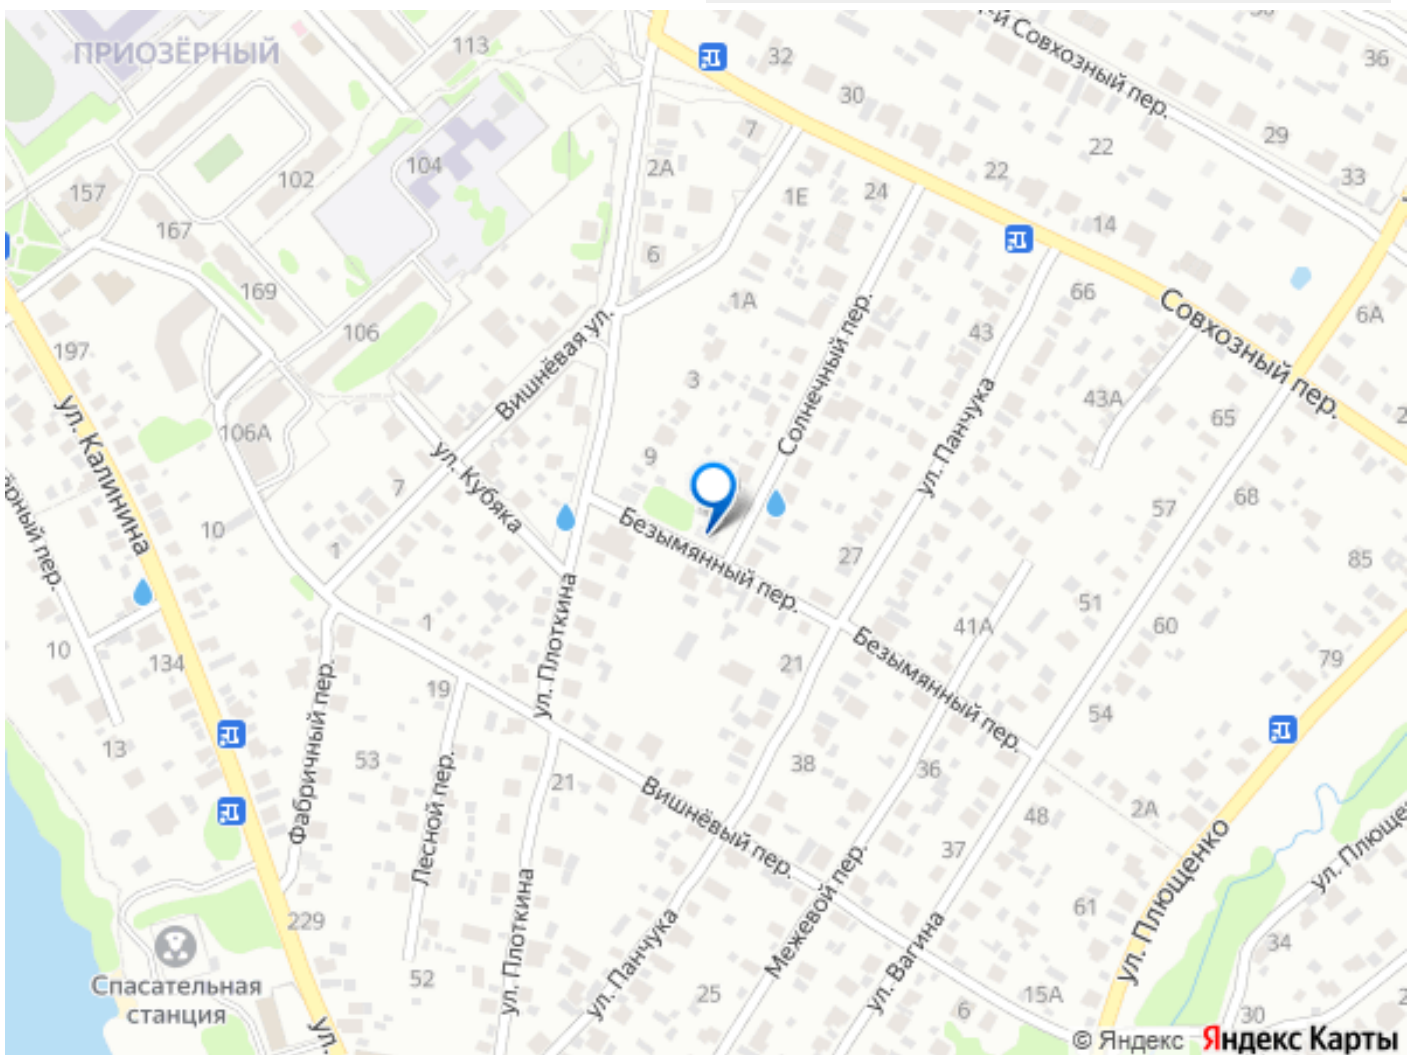 ПРИОЗЁРНЫЙ
113
32
36
-й Совхозный пер.
30
7
29
22
104
2А
22
102
33
157
1Е
24
14
167
6
169
1А
66
Совхозный пер.
6А
106
43
197
Вишнёвая ул.
Солнечный пер.
3
ул. Панчука
43А
65
ул. Калинина
106А
ул. Кубяка
9
7
68
57
10
Безымянный пер.
1
27
85
51
1
41А
60
10
134
ул. Плоткина
21
Безымянный пер.
79
19
Фабричный пер.
54
13
53
38
36
21
Лесной пер.
Вишнёвый пер.
2А
48
37
ул. Плющенко
ул. Плющен
Межевой пер.
61
229
ул. Плоткина
ул. Панчука
ул. Вагина
34
52
Спасательная
станция
25
15А
6
30
ул.
© Яндекс Яндекс Карты